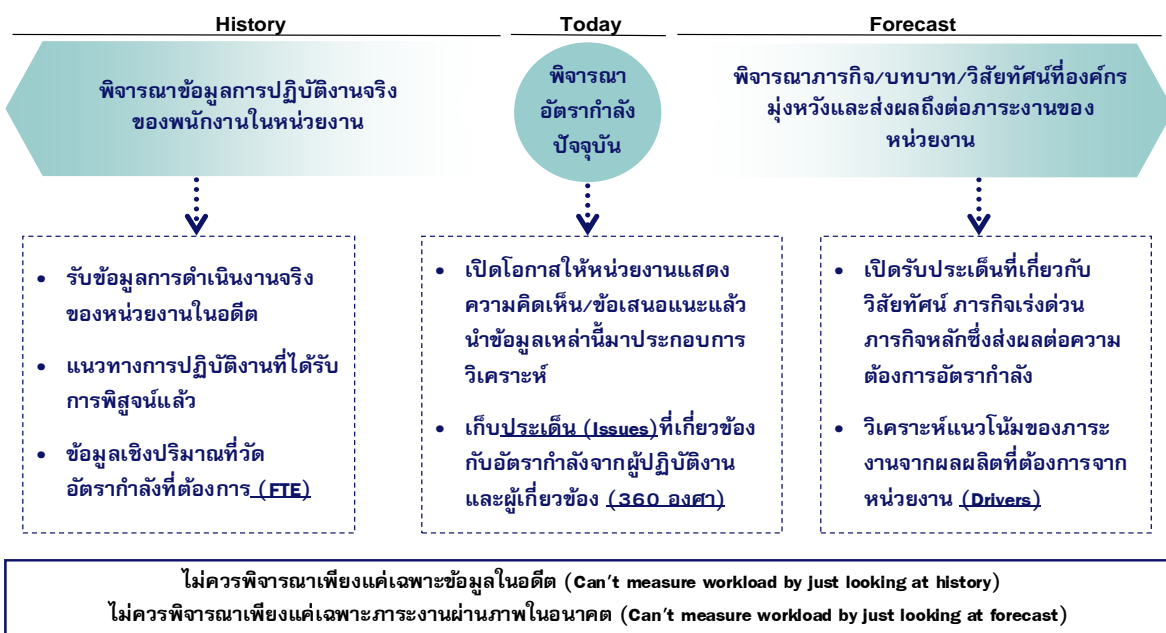 History
Today
Forecast
พิจารณาข้อมูลการปฏิบัติงานจริง
ของพนักงานในหน่วยงาน
พิจารณา
อัตรากำลัง
ปัจจุบัน
พิจารณาภารกิจ/บทบาท/วิสัยทัศน์ที่องค์กร
มุ่งหวังและส่งผลถึงต่อภาระงานของ
หน่วยงาน
• รับข้อมูลการดำเนินงานจริง
ของหน่วยงานในอดีต
• แนวทางการปฏิบัติงานที่ได้รับ
การพิสูจน์แล้ว
• ข้อมูลเชิงปริมาณที่วัด
อัตรากำลังที่ต้องการ (FTE)
• เปิดโอกาสให้หน่วยงานแสดง
ความคิดเห็น/ข้อเสนอแนะแล้ว
นำข้อมูลเหล่านี้มาประกอบการ
วิเคราะห์
• เก็บประเด็น (Issues)ที่เกี่ยวข้อง
กับอัตรากำลังจากผู้ปฏิบัติงาน
และผู้เกี่ยวข้อง (360 องศา)
• เปิดรับประเด็นที่เกี่ยวกับ
วิสัยทัศน์ ภารกิจเร่งด่วน
ภารกิจหลักซึ่งส่งผลต่อความ
ต้องการอัตรากำลัง
• วิเคราะห์แนวโน้มของภาระ
งานจากผลผลิตที่ต้องการจาก
หน่วยงาน (Drivers)
ไม่ควรพิจารณาเพียงแค่เฉพาะข้อมูลในอดีต (Can't measure workload by just looking at history)
ไม่ควรพิจารณาเพียงแค่เฉพาะภาระงานผ่านภาพในอนาคต (Can't measure workload by just looking at forecast)